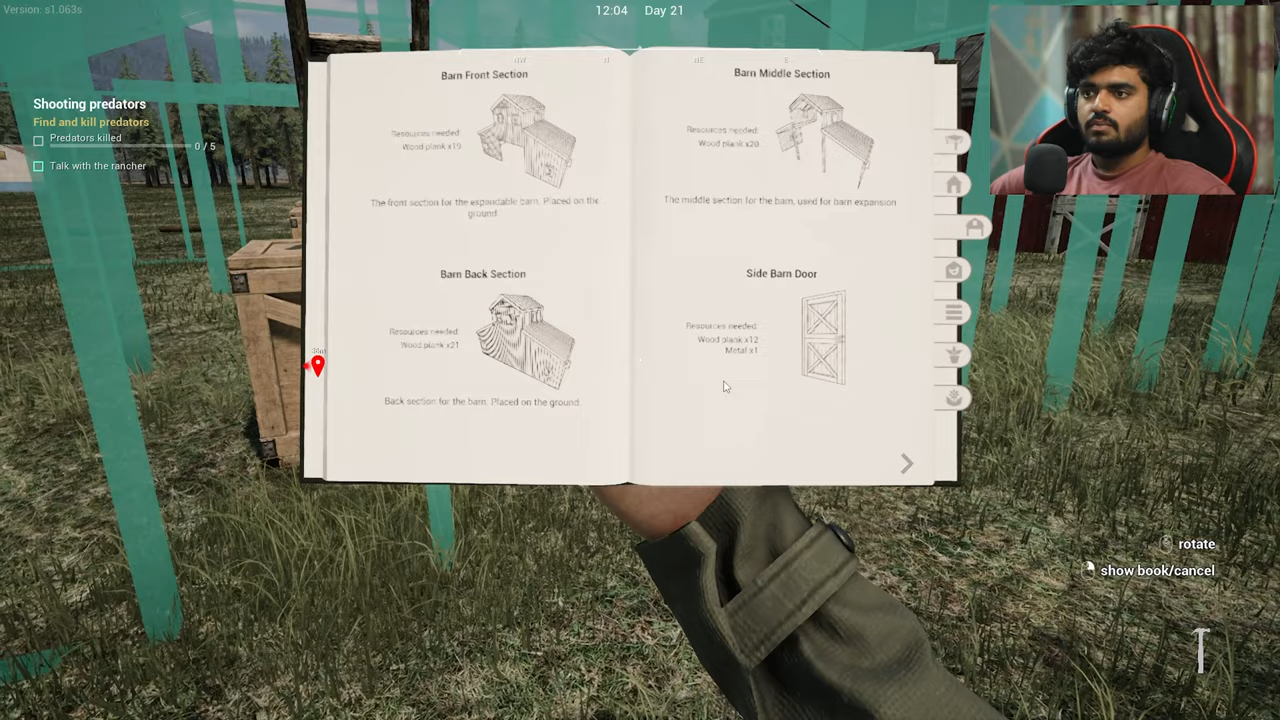 Version: s1.063s
12:04 Day 21
NW N NE
Shooting predators
Find and kill predators
Predators killed
0 / 5
Talk with the rancher
Barn Front Section
Resources needed:
Wood plank x19
The front section for the expandable barn. Placed on the
ground.
Barn Back Section
Resources needed:
Wood plank x21
Back section for the barn. Placed on the ground.
Barn Middle Section
Resources needed:
Wood plank x20
The middle section for the barn, used for barn expansion
Side Barn Door
Resources needed:
Wood plank x12
Metal x1
rotate
show book/cancel